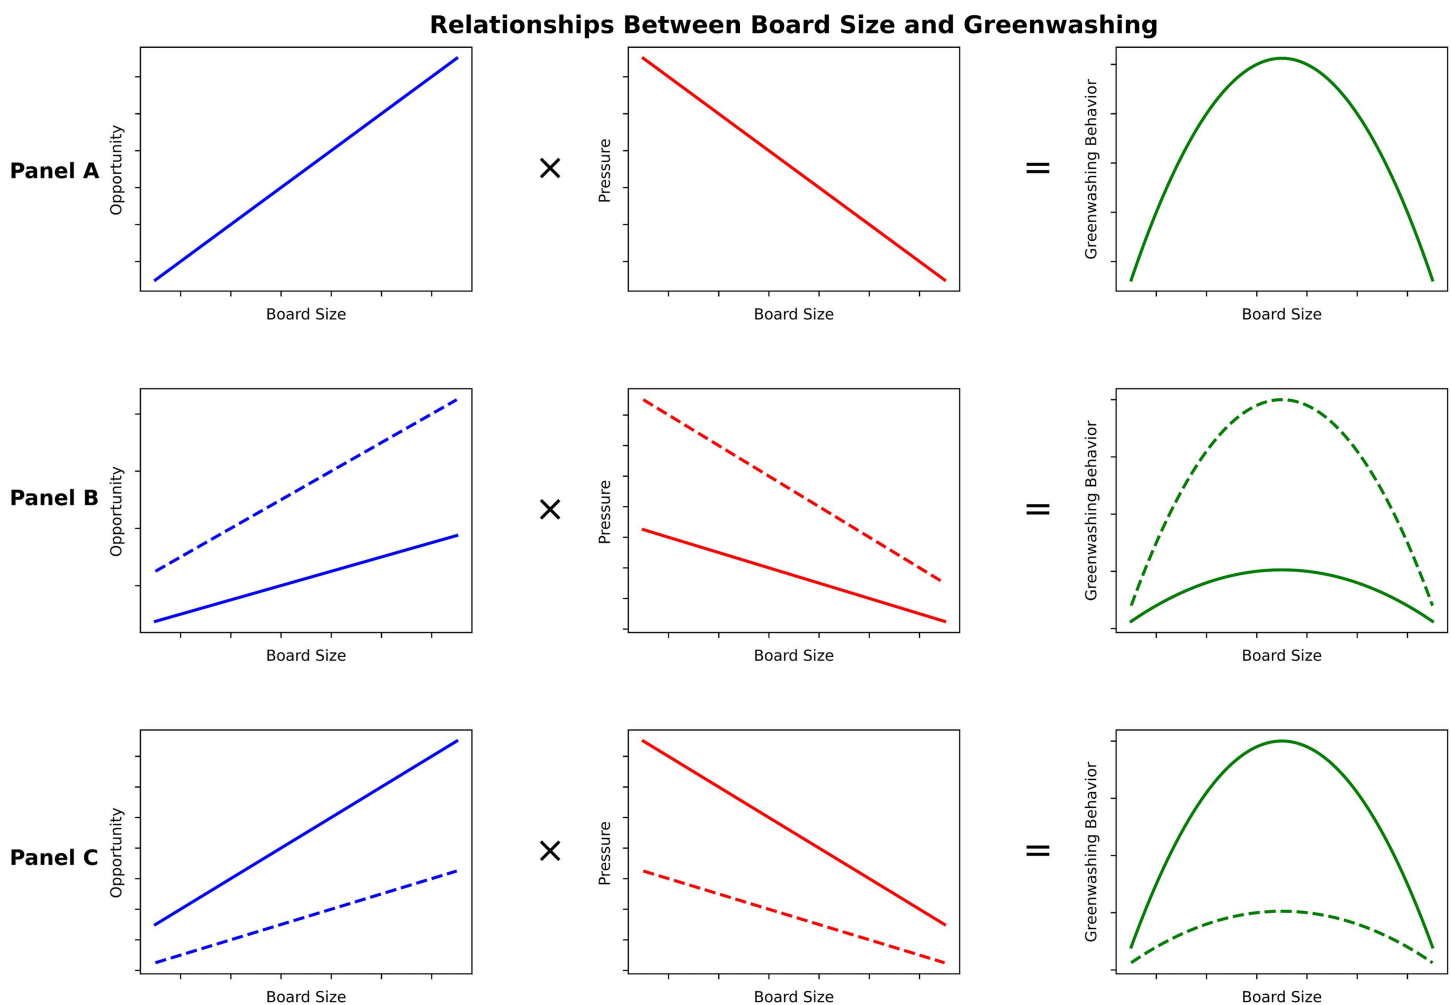 Relationships Between Board Size and Greenwashing
Panel A
Opportunity
Board Size
×
Pressure
Board Size
=
Greenwashing Behavior
Board Size
Panel B
Opportunity
Board Size
×
Pressure
Board Size
=
Greenwashing Behavior
Board Size
Panel C
Opportunity
Board Size
×
Pressure
Board Size
=
Greenwashing Behavior
Board Size